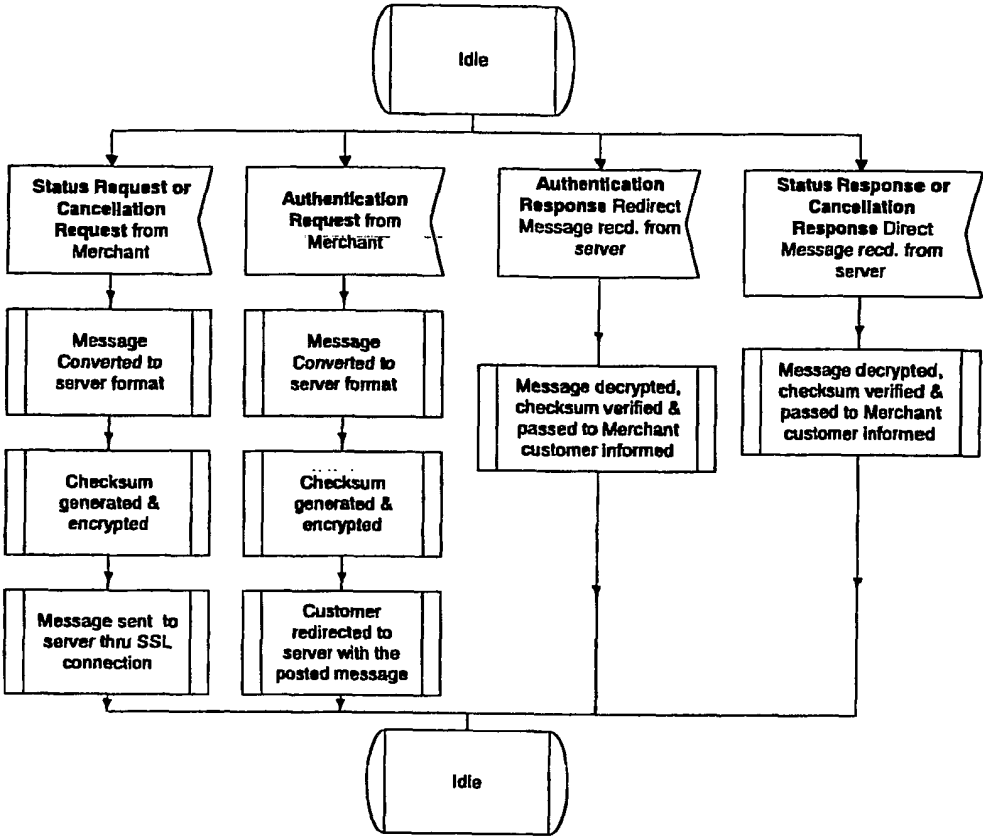 Idle
Status Request or
Cancellation
Request from
Merchant
Authentication
Request from
Merchant
Authentication
Response Redirect
Message recd. from
server
Status Response or
Cancellation
Response Direct
Message recd. from
server
Message
Converted to
server format
Message
Converted to
server format
Message decrypted,
checksum verified &
passed to Merchant
customer informed
Message decrypted,
checksum verified &
passed to Merchant
customer informed
Checksum
generated &
encrypted
Checksum
generated &
encrypted
Message sent to
server thru SSL
connection
Customer
redirected to
server with the
posted message
Idle